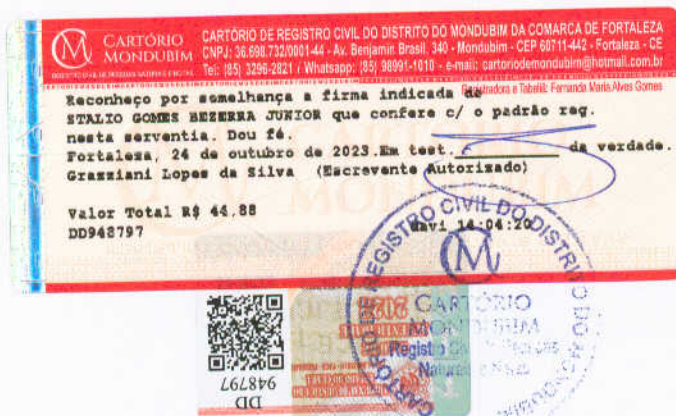 CARTÓRIO MONDUBIM
CARTÓRIO DE REGISTRO CIVIL DO DISTRITO DO MONDUBIM DA COMARCA DE FORTALEZA
CNPJ: 36.698.732/0001-44 - Av. Benjamin Brasil, 340 - Mondubim - CEP 60711-442 - Fortaleza - CE
Tel: (85) 3296-2821 / Whatsapp: (85) 98991-1010 - e-mail: cartoriodemondubim@hotmail.com.br
Registradora e Tabeliã: Fernanda Maria Alves Gomes
Reconheço por semelhança a firma indicada de
STALIO GOMES BEZERRA JUNIOR que confere c/ o padrão reg.
nesta serventia. Dou fé.
Fortaleza, 24 de outubro de 2023.Em test. da verdade.
Grazziani Lopes da Silva (Escrevente Autorizado)
Valor Total R$ 44,88
DD948797 14:04:20
REGISTRO CIVIL DO DISTRITO DO MONDUBIM
CARTÓRIO
MONDUBIM
Registro
CARTÓRIO DE
DD
948797